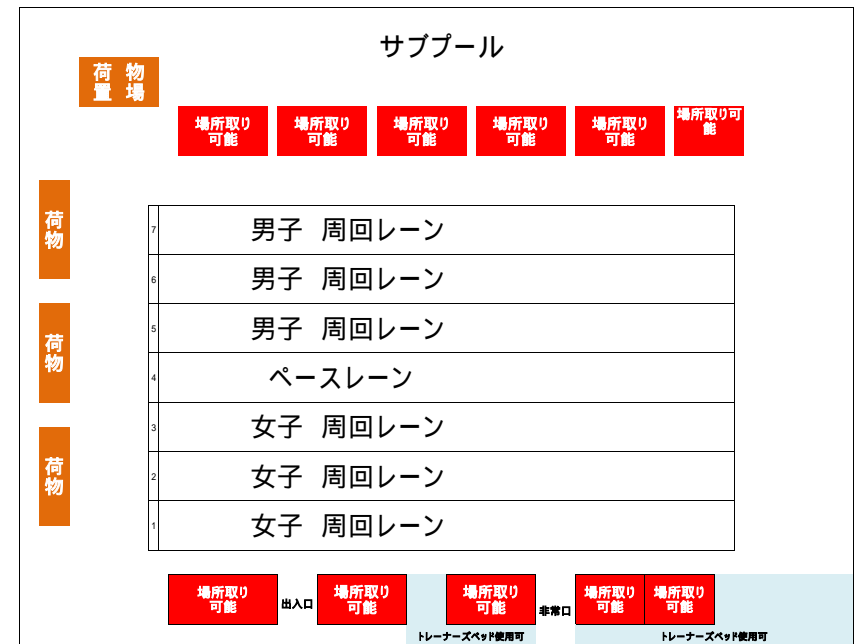 サブプール
荷 物
置 場
場所取り
可能
場所取り
可能
場所取り
可能
場所取り
可能
場所取り
可能
場所取り可
能
荷
物
荷
物
荷
物
7 男子 周回レーン
6 男子 周回レーン
5 男子 周回レーン
4 ペースレーン
3 女子 周回レーン
2 女子 周回レーン
1 女子 周回レーン
場所取り
可能
出入口
場所取り
可能
場所取り
可能
非常口
場所取り
可能
場所取り
可能
トレーナーズベッド使用可
トレーナーズベッド使用可